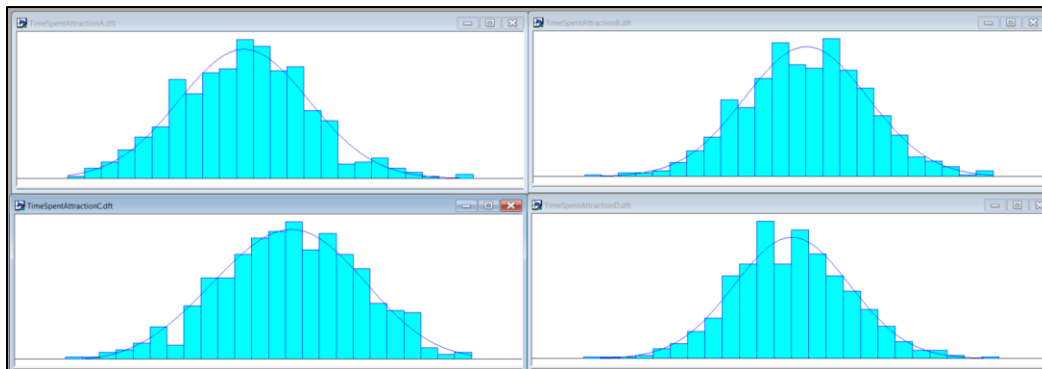 TimeSpentAttractionA.dft
TimeSpentAttractionB.dft
TimeSpentAttractionC.dft
TimeSpentAttractionD.dft